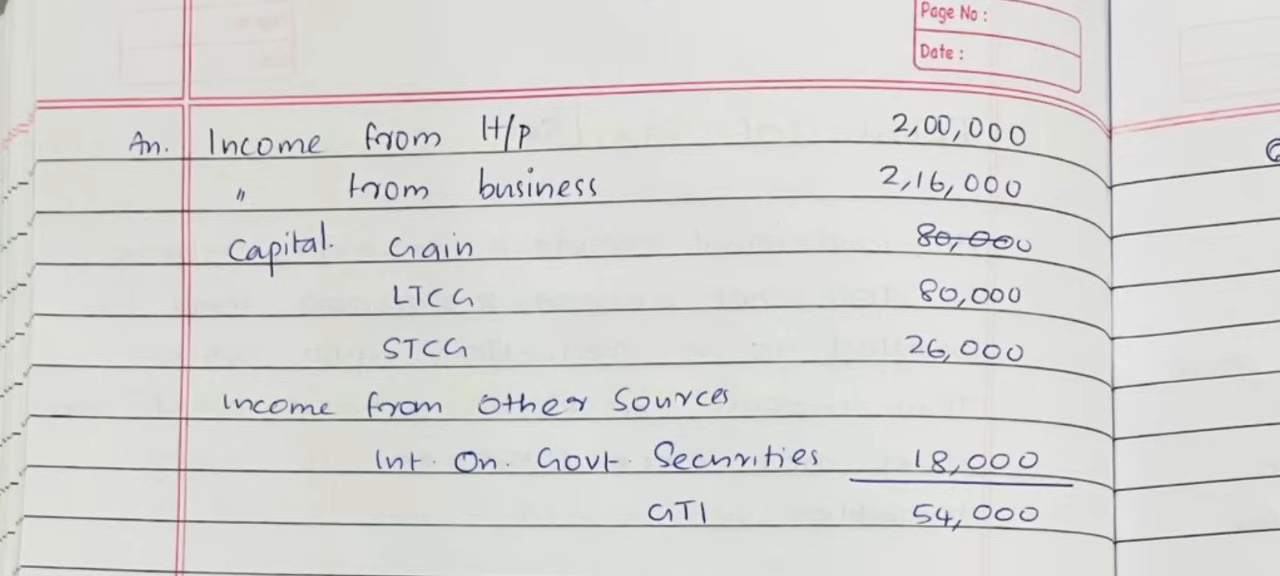 Page No :
Date :
An. Income from H/P 2,00,000
" from business 2,16,000
Capital. Gain 80,000
LTCG 80,000
STCG 26,000
Income from Other Sources
Int. On. Govt. Securities 18,000
GTI 54,000